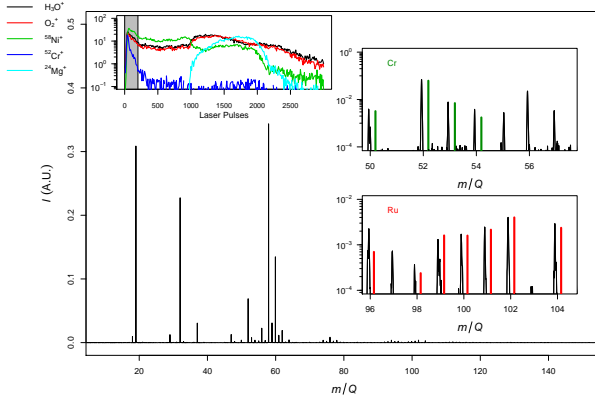 H₃O⁺
O₂⁺
⁵⁸Ni⁺
⁵²Cr⁺
²⁴Mg⁺
10²
10¹
10⁰
10⁻¹
0 500 1000 1500 2000 2500
Laser Pulses
Cr
10⁰
10⁻²
10⁻⁴
50 52 54 56
m/Q
Ru
10⁻¹
10⁻²
10⁻³
10⁻⁴
96 98 100 102 104
m/Q
I (A.U.)
0.5
0.4
0.3
0.2
0.1
0.0
20 40 60 80 100 120 140
m/Q